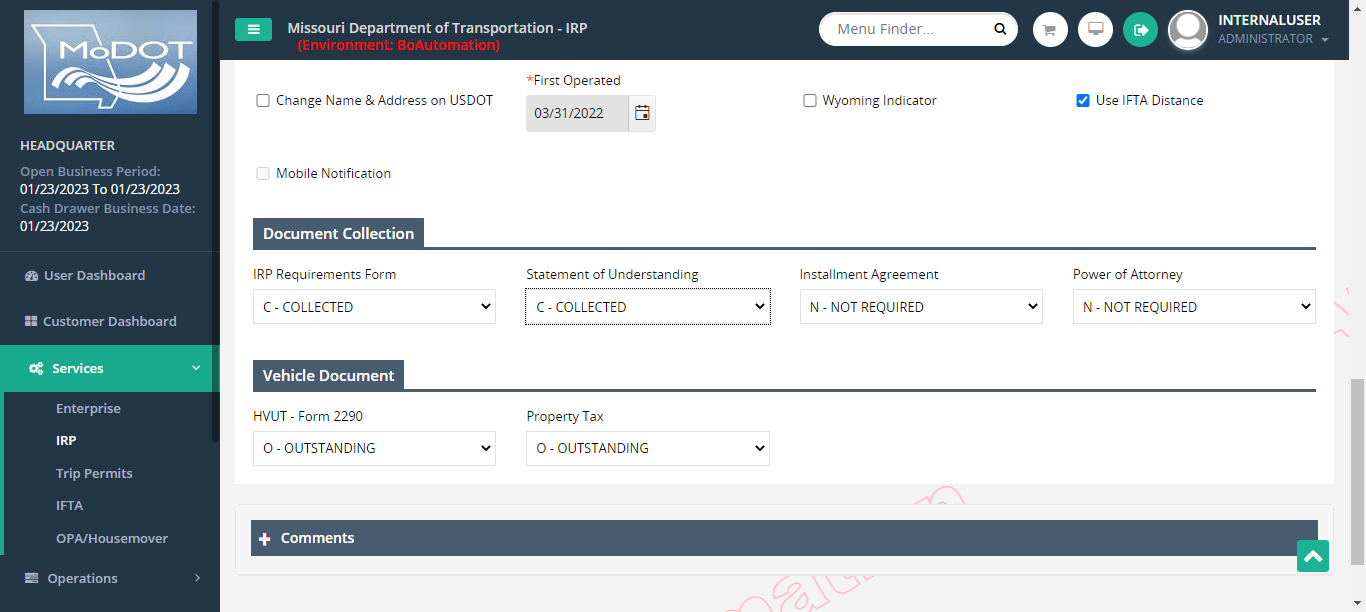 MoDOT
Missouri Department of Transportation - IRP
(Environment: BoAutomation)
Menu Finder...
INTERNALUSER
ADMINISTRATOR
HEADQUARTER
Open Business Period:
01/23/2023 To 01/23/2023
Cash Drawer Business Date:
01/23/2023
User Dashboard
Customer Dashboard
Services
Enterprise
IRP
Trip Permits
IFTA
OPA/Housemover
Operations
*First Operated
Change Name & Address on USDOT
03/31/2022
Wyoming Indicator
Use IFTA Distance
Mobile Notification
Document Collection
IRP Requirements Form
Statement of Understanding
Installment Agreement
Power of Attorney
C - COLLECTED
C - COLLECTED
N - NOT REQUIRED
N - NOT REQUIRED
Vehicle Document
HVUT - Form 2290
Property Tax
O - OUTSTANDING
O - OUTSTANDING
Comments